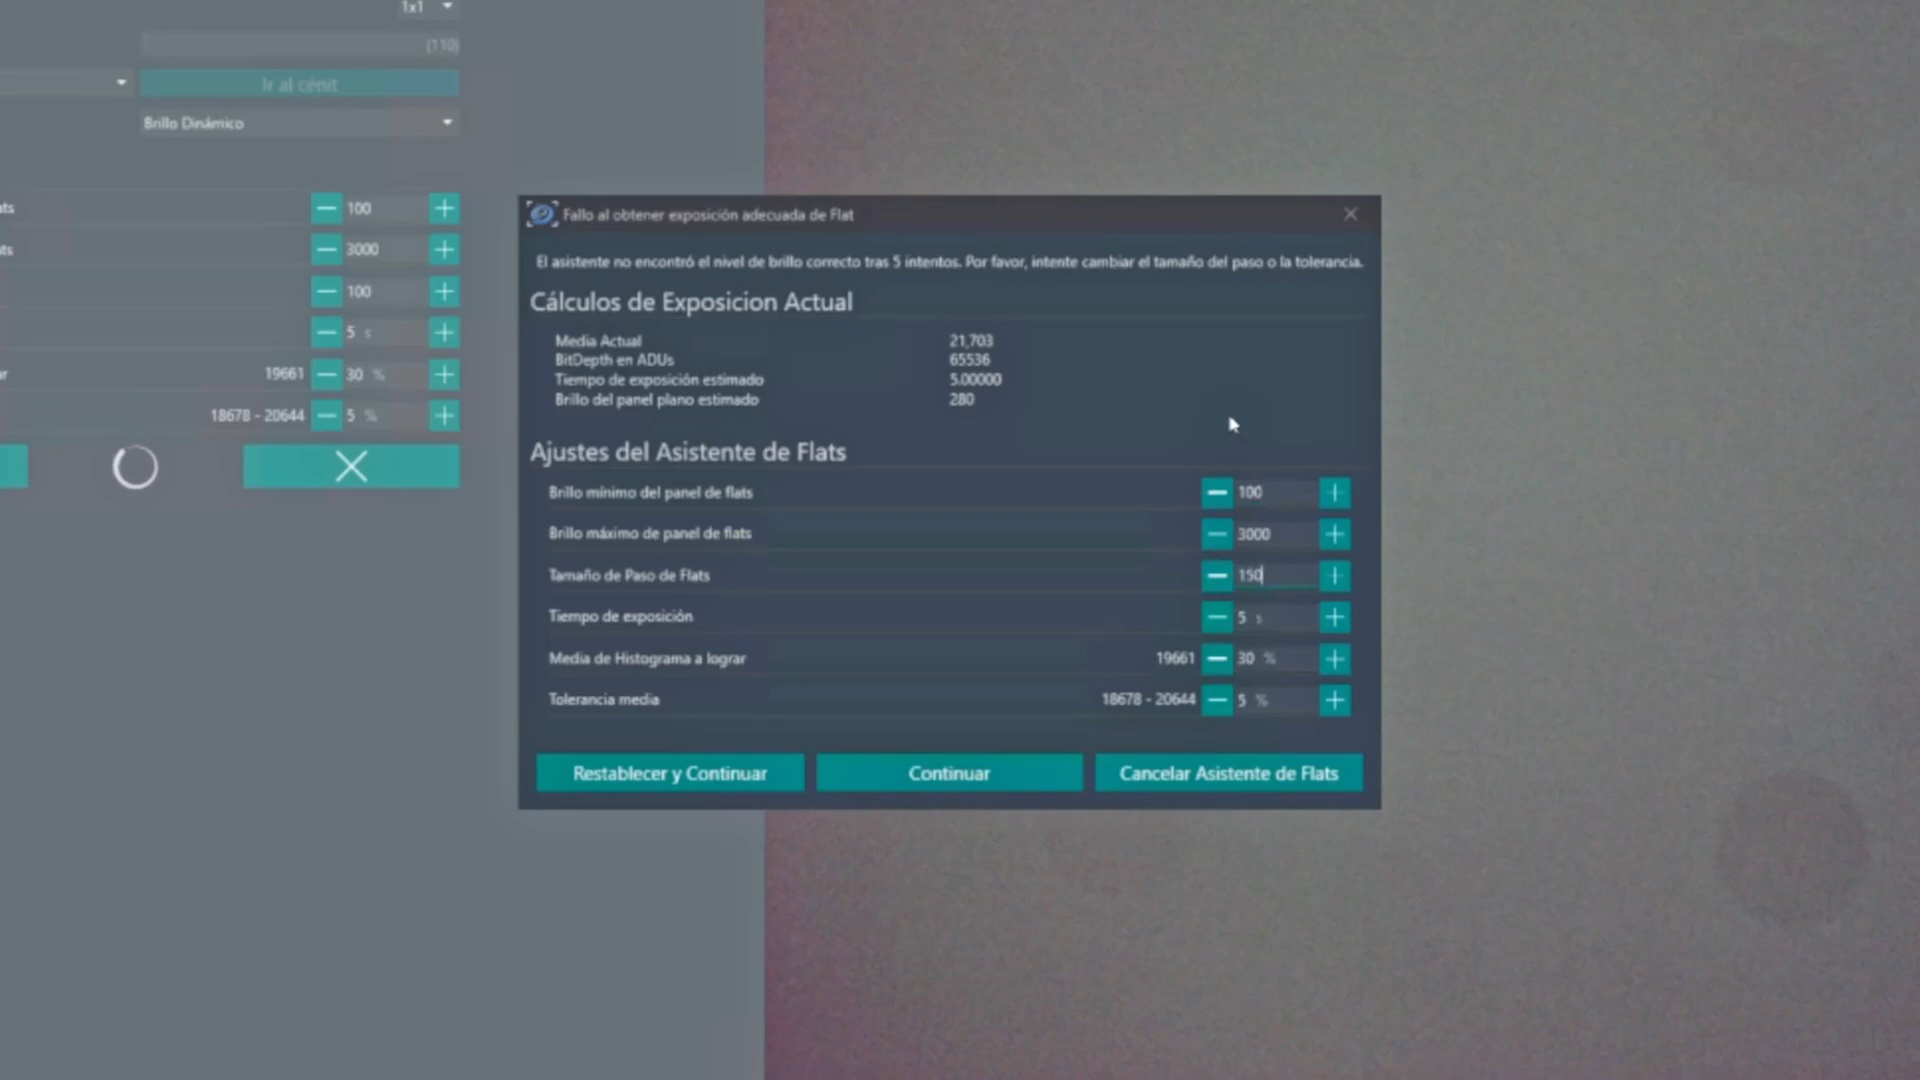 1x1
(110)
Ir al cénit
Brillo Dinámico
ts 100
ts 3000
100
5 s
r 19661 30 %
18678 - 20644 5 %
Fallo al obtener exposición adecuada de Flat
El asistente no encontró el nivel de brillo correcto tras 5 intentos. Por favor, intente cambiar el tamaño del paso o la tolerancia.
Cálculos de Exposicion Actual
Media Actual 21,703
BitDepth en ADUs 65536
Tiempo de exposición estimado 5.00000
Brillo del panel plano estimado 280
Ajustes del Asistente de Flats
Brillo mínimo del panel de flats 100
Brillo máximo de panel de flats 3000
Tamaño de Paso de Flats 150
Tiempo de exposición 5 s
Media de Histograma a lograr 19661 30 %
Tolerancia media 18678 - 20644 5 %
Restablecer y Continuar Continuar Cancelar Asistente de Flats